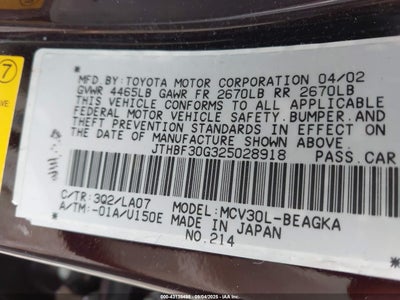 7
MFD.BY:TOYOTA MOTOR CORPORATION 04/02
GVWR 4465LB GAWR FR 2670LB RR 2670LB
THIS VEHICLE CONFORMS TO ALL APPLICABLE
FEDERAL MOTOR VEHICLE SAFETY,BUMPER,AND
THEFT PREVENTION STANDARDS IN EFFECT ON
THE DATE OF MANUFACTURE SHOWN ABOVE.
JTHBF30G325028918 PASS.CAR
C/TR:3Q2/LA07 MODEL:MCV30L-BEAGKA
A/TM:-01A/U150E MADE IN JAPAN
NO.214